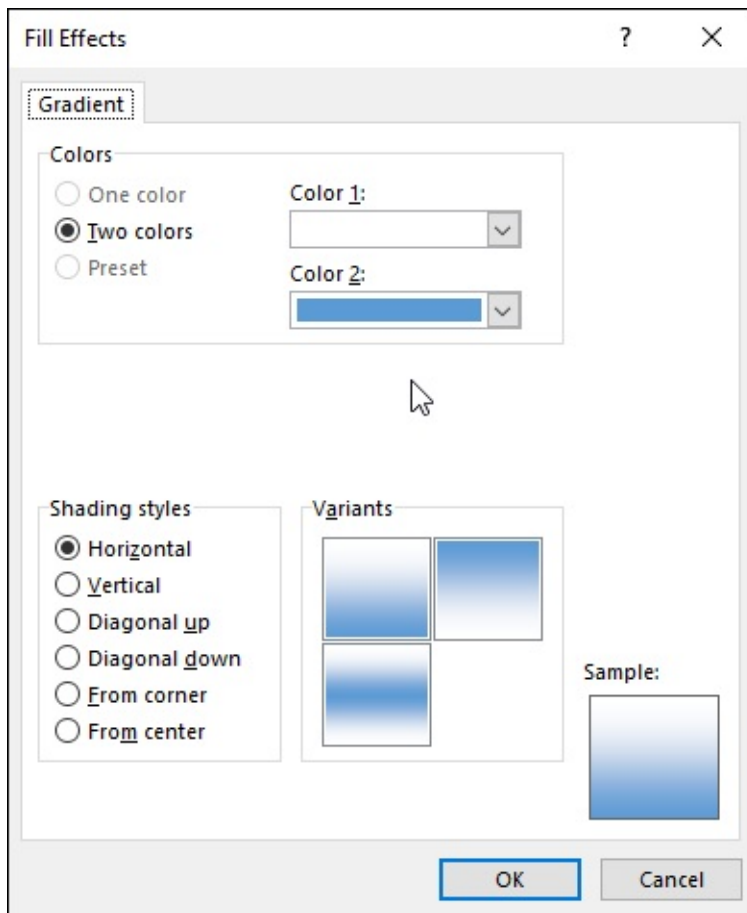 Fill Effects ?
Gradient
Colors
One color
Two colors
Preset
Color 1:
Color 2:
Shading styles
Horizontal
Vertical
Diagonal up
Diagonal down
From corner
From center
Variants
Sample:
OK Cancel